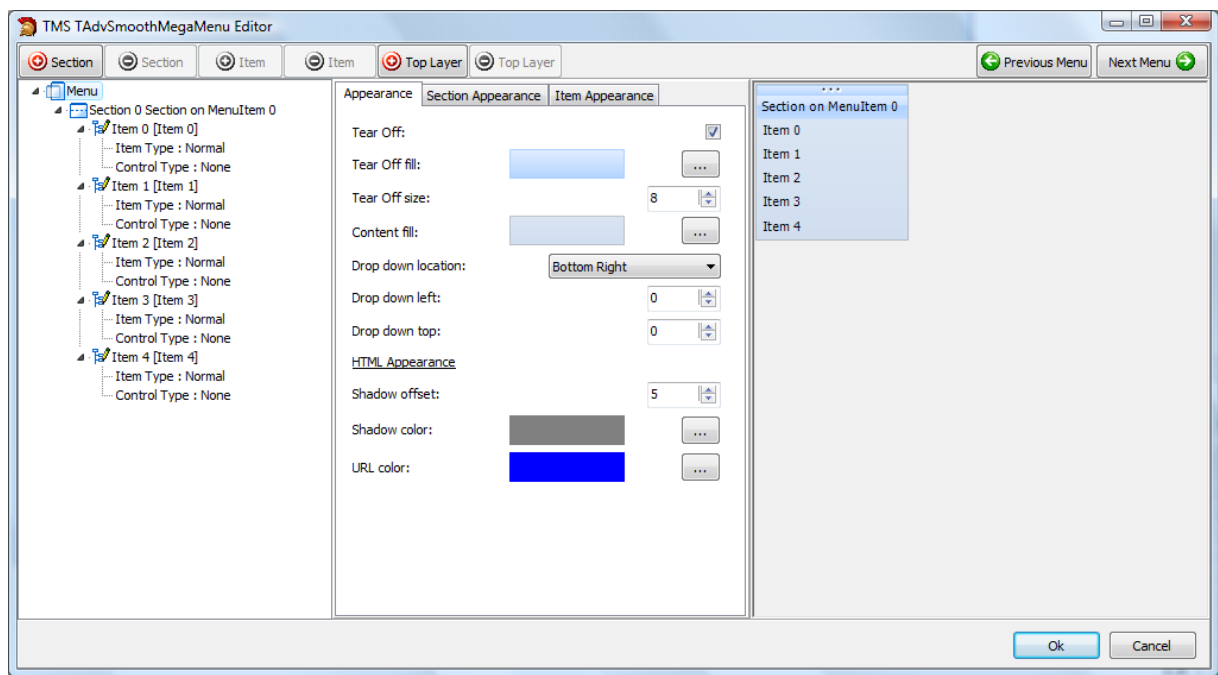 TMS TAdvSmoothMegaMenu Editor
Section Section Item Item Top Layer Top Layer Previous Menu Next Menu
Menu
Section 0 Section on MenuItem 0
Item 0 [Item 0]
Item Type : Normal
Control Type : None
Item 1 [Item 1]
Item Type : Normal
Control Type : None
Item 2 [Item 2]
Item Type : Normal
Control Type : None
Item 3 [Item 3]
Item Type : Normal
Control Type : None
Item 4 [Item 4]
Item Type : Normal
Control Type : None
Appearance Section Appearance Item Appearance
Tear Off:
Tear Off fill: ...
Tear Off size: 8
Content fill: ...
Drop down location: Bottom Right
Drop down left: 0
Drop down top: 0
HTML Appearance
Shadow offset: 5
Shadow color: ...
URL color: ...
Section on MenuItem 0
Item 0
Item 1
Item 2
Item 3
Item 4
Ok Cancel